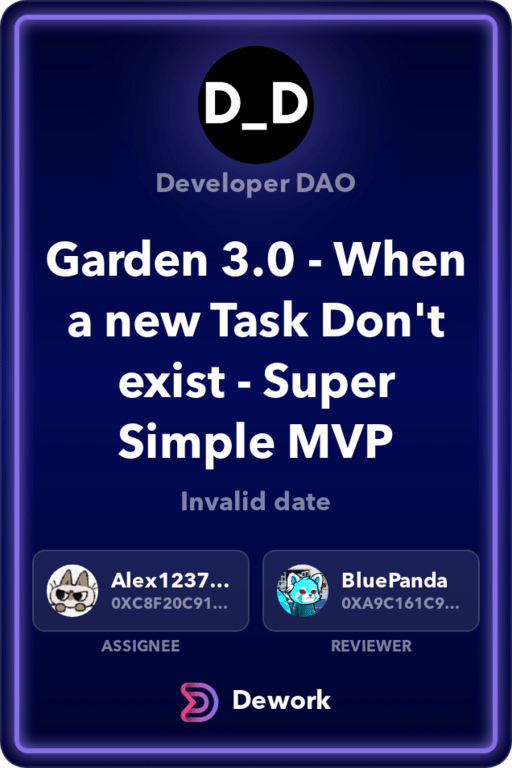 D_D
Developer DAO
Garden 3.0 - When
a new Task Don't
exist - Super
Simple MVP
Invalid date
Alex1237...
0XC8F20C91...
BluePanda
0XA9C161C9...
ASSIGNEE
REVIEWER
Dework